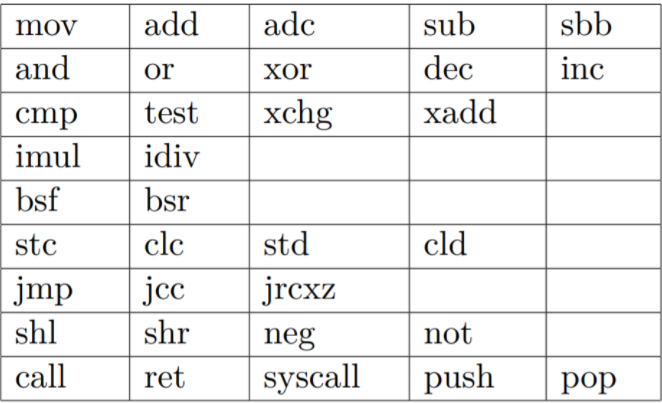 mov add adc sub sbb
and or xor dec inc
cmp test xchg xadd
imul idiv
bsf bsr
stc clc std cld
jmp jcc jrcxz
shl shr neg not
call ret syscall push pop